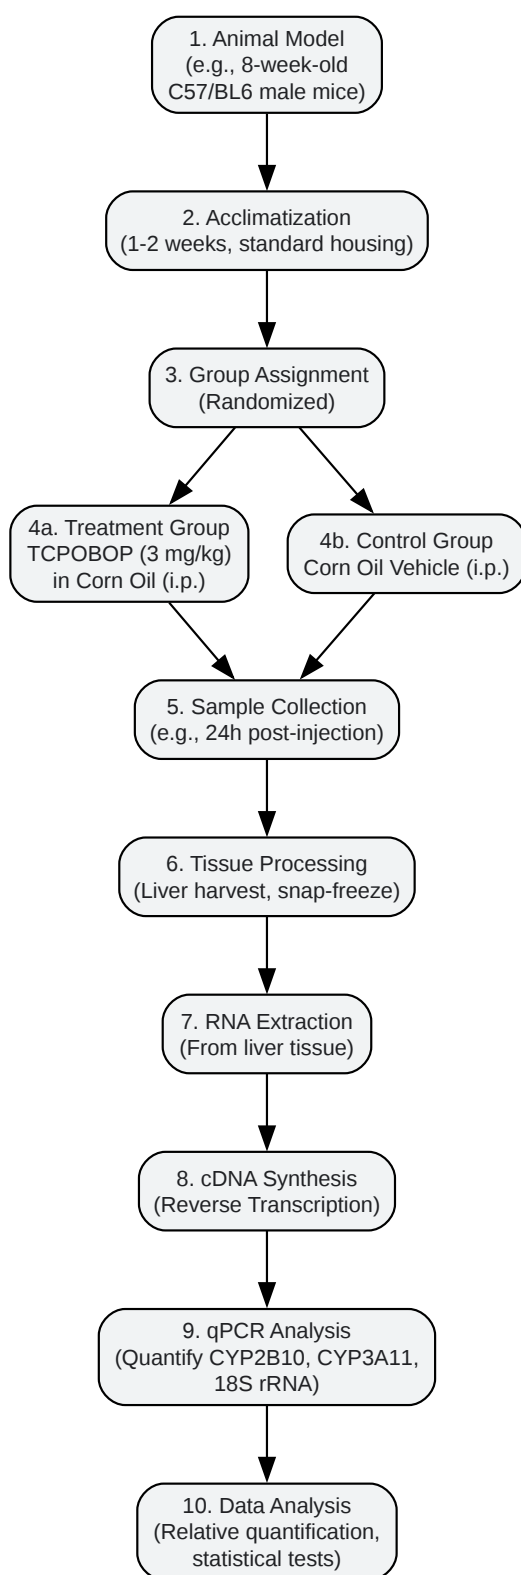 1. Animal Model
(e.g., 8-week-old
C57/BL6 male mice)
2. Acclimatization
(1-2 weeks, standard housing)
3. Group Assignment
(Randomized)
4a. Treatment Group
TCPOBOP (3 mg/kg)
in Corn Oil (i.p.)
4b. Control Group
Corn Oil Vehicle (i.p.)
5. Sample Collection
(e.g., 24h post-injection)
6. Tissue Processing
(Liver harvest, snap-freeze)
7. RNA Extraction
(From liver tissue)
8. cDNA Synthesis
(Reverse Transcription)
9. qPCR Analysis
(Quantify CYP2B10, CYP3A11,
18S rRNA)
10. Data Analysis
(Relative quantification,
statistical tests)